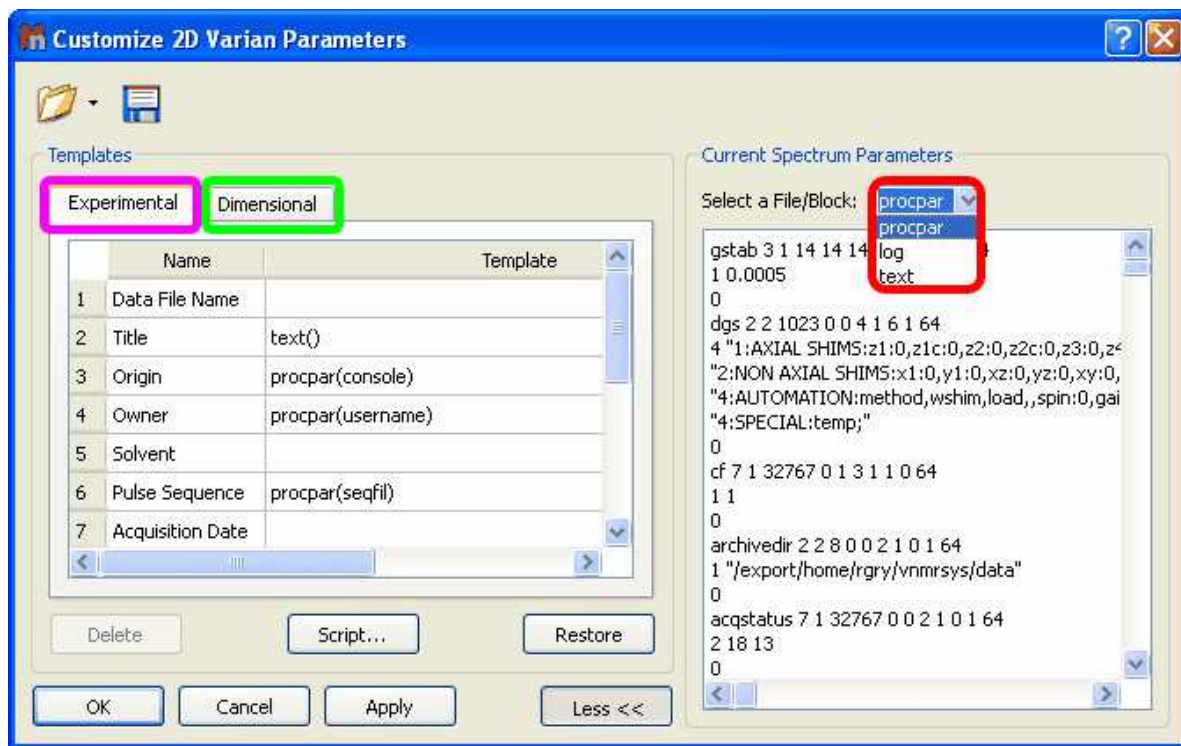 Customize 2D Varian Parameters
Templates
Experimental
Dimensional
Name Template
1 Data File Name
2 Title text()
3 Origin procpar(console)
4 Owner procpar(username)
5 Solvent
6 Pulse Sequence procpar(seqfil)
7 Acquisition Date
Delete
Script...
Restore
OK
Cancel
Apply
Less <<
Current Spectrum Parameters
Select a File/Block: procpar
procpar
log
text
gstab 3 1 14 14 14
1 0.0005
0
dgs 2 2 1023 0 0 4 1 6 1 64
4 "1:AXIAL SHIMS:z1:0,z1c:0,z2:0,z2c:0,z3:0,z4
"2:NON AXIAL SHIMS:x1:0,y1:0,xz:0,yz:0,xy:0,
"4:AUTOMATION:method,wshim,load,,spin:0,gai
"4:SPECIAL:temp;"
0
cf 7 1 32767 0 1 3 1 1 0 64
1 1
0
archivedir 2 2 8 0 0 2 1 0 1 64
1 "/export/home/rgry/vnmrsys/data"
0
acqstatus 7 1 32767 0 0 2 1 0 1 64
2 18 13
0